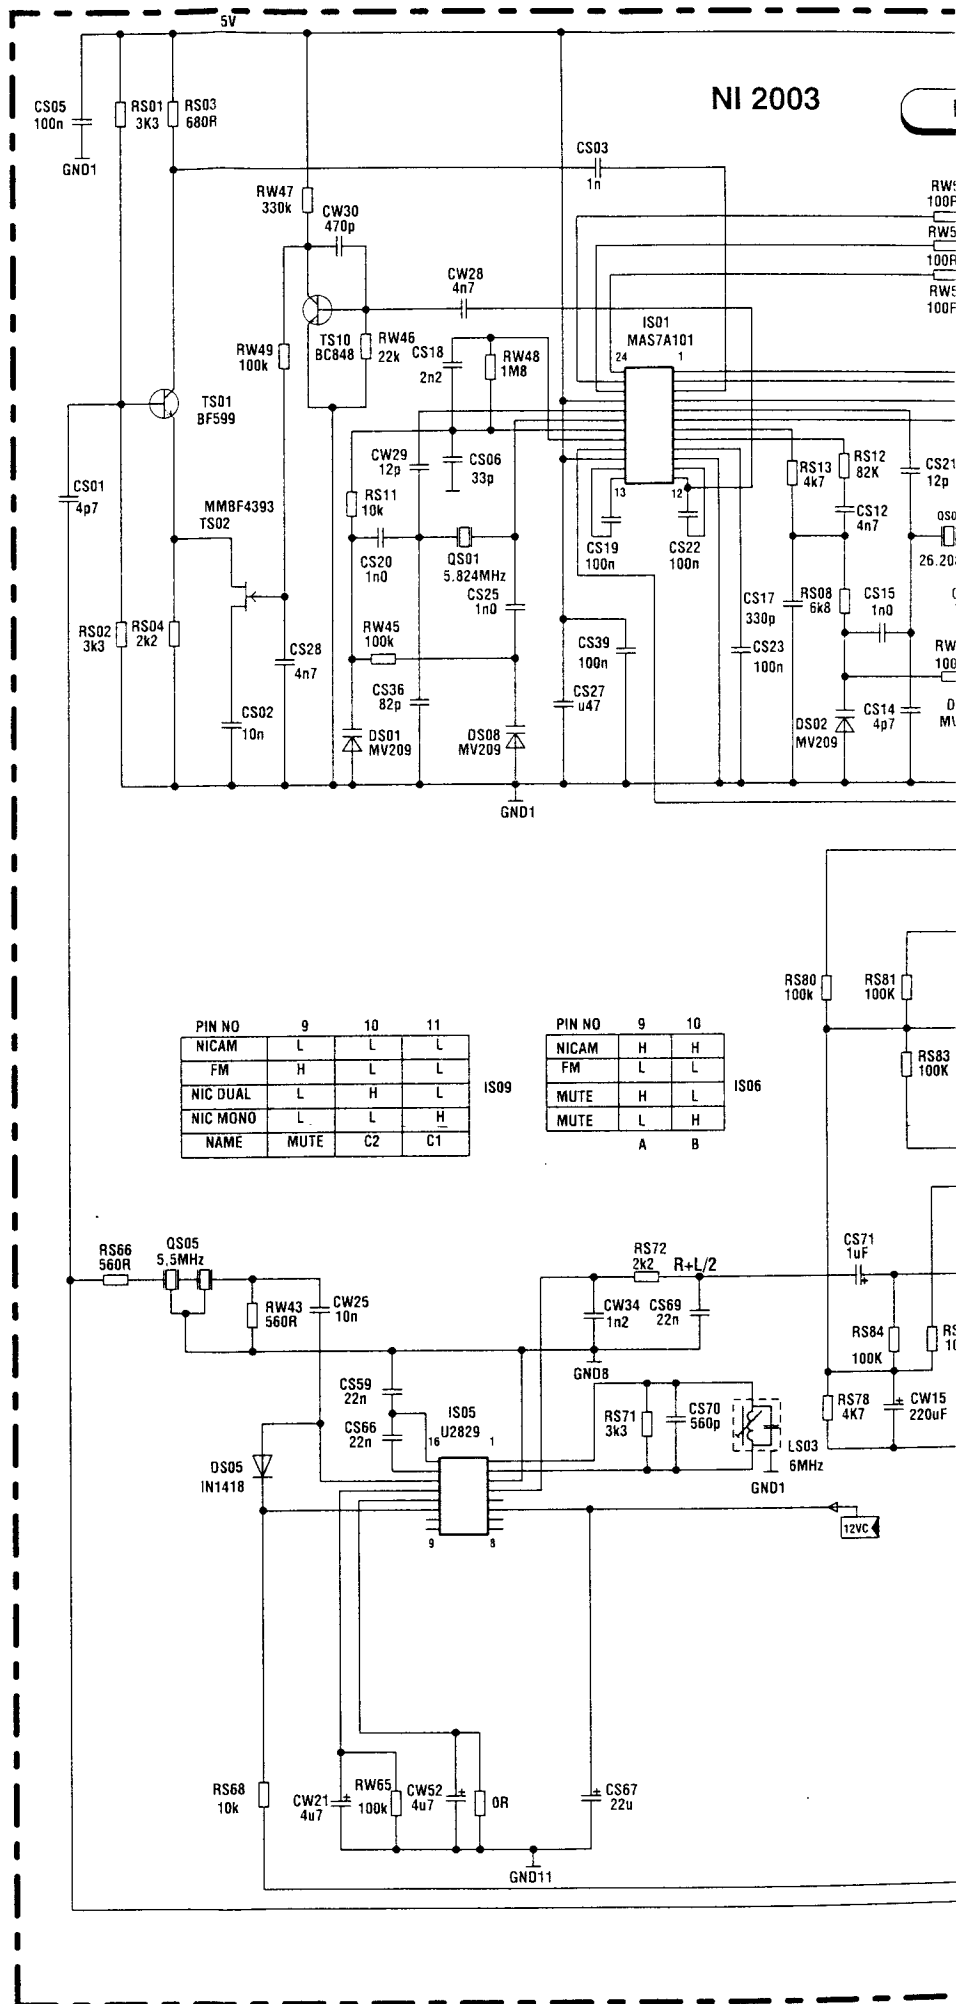 5V
NI 2003
CS05
100n
GND1
RS01
3K3
RS03
680R
CS03
1n
RW47
330k
CW30
470p
CW28
4n7
100R
100R
IS01
MAS7A101
24 1
13 12
TS10
BC848
RW46
22k
CS18
2n2
RW48
1M8
RW49
100k
TS01
BF599
CW29
12p
CS06
33p
RS11
10k
RS13
4k7
RS12
82K
CS21
12p
CS12
4n7
CS01
4p7
MMBF4393
TS02
CS20
1n0
QS01
5.824MHz
CS19
100n
CS22
100n
CS25
1n0
CS17
330p
RS08
6k8
CS15
1n0
RS02
3k3
RS04
2k2
CS28
4n7
RW45
100k
CS39
100n
CS23
100n
CS02
10n
CS36
82p
CS27
u47
DS01
MV209
DS08
MV209
DS02
MV209
CS14
4p7
GND1
RS80
100k
RS81
100K
RS83
100K
PIN NO 9 10 11
NICAM L L L
FM H L L
NIC DUAL L H L
NIC MONO L L H
NAME MUTE C2 C1
IS09
PIN NO 9 10
NICAM H H
FM L L
MUTE H L
MUTE L H
A B
IS06
RS66
560R
QS05
5,5MHz
RW43
560R
CW25
10n
RS72
2k2
R+L/2
CS71
1uF
CW34
1n2
CS69
22n
RS84
100K
GND8
CS59
22n
CS66
22n
IS05
U2829
16 1
9 8
RS71
3k3
CS70
560p
LS03
6MHz
GND1
RS78
4K7
CW15
220uF
DS05
IN1418
12VC
RS68
10k
CW21
4u7
RW65
100k
CW52
4u7
0R
CS67
22u
GND11